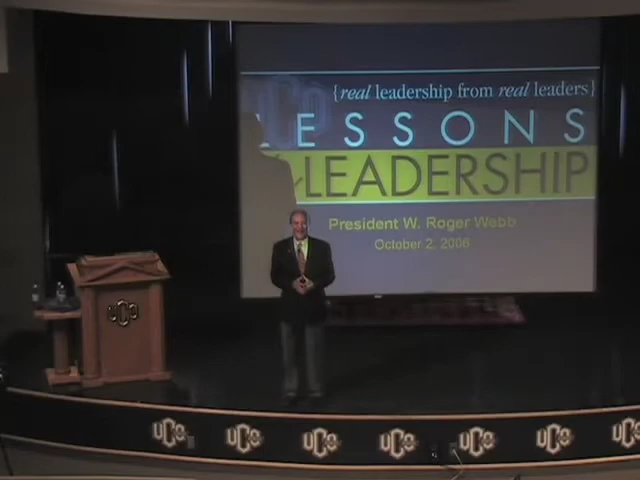 {real leadership from real leaders}
LESSONS
LEADERSHIP
President W. Roger Webb
October 2, 2006
UCO
UCO
UCO
UCO
UCO
UCO
UCO
UCO